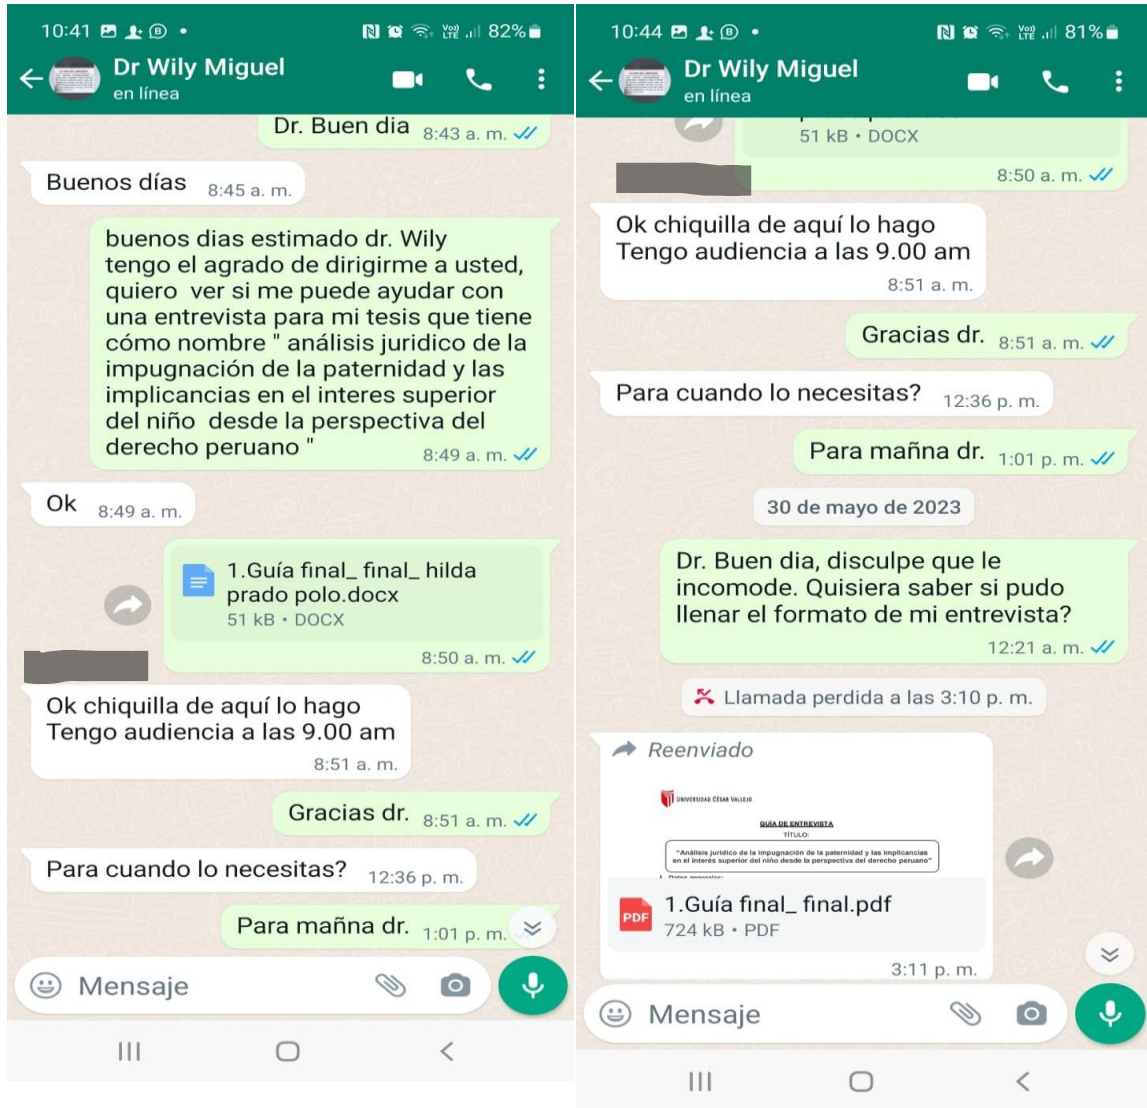 10:41
82%
Dr Wily Miguel
en línea
Dr. Buen dia 8:43 a. m.
Buenos días 8:45 a. m.
buenos dias estimado dr. Wily
tengo el agrado de dirigirme a usted,
quiero ver si me puede ayudar con
una entrevista para mi tesis que tiene
cómo nombre " análisis juridico de la
impugnación de la paternidad y las
implicancias en el interes superior
del niño desde la perspectiva del
derecho peruano "
8:49 a. m.
Ok 8:49 a. m.
1.Guía final_ final_ hilda
prado polo.docx
51 kB • DOCX
8:50 a. m.
Ok chiquilla de aquí lo hago
Tengo audiencia a las 9.00 am
8:51 a. m.
Gracias dr. 8:51 a. m.
Para cuando lo necesitas? 12:36 p. m.
Para mañna dr. 1:01 p. m.
Mensaje
10:44
81%
Dr Wily Miguel
en línea
51 kB • DOCX
8:50 a. m.
Ok chiquilla de aquí lo hago
Tengo audiencia a las 9.00 am
8:51 a. m.
Gracias dr. 8:51 a. m.
Para cuando lo necesitas? 12:36 p. m.
Para mañna dr. 1:01 p. m.
30 de mayo de 2023
Dr. Buen dia, disculpe que le
incomode. Quisiera saber si pudo
llenar el formato de mi entrevista?
12:21 a. m.
Llamada perdida a las 3:10 p. m.
Reenviado
UNIVERSIDAD CÉSAR VALLEJO
GUÍA DE ENTREVISTA
TÍTULO:
"Análisis jurídico de la impugnación de la paternidad y las implicancias
en el interés superior del niño desde la perspectiva del derecho peruano"
PDF
1.Guía final_ final.pdf
724 kB • PDF
3:11 p. m.
Mensaje